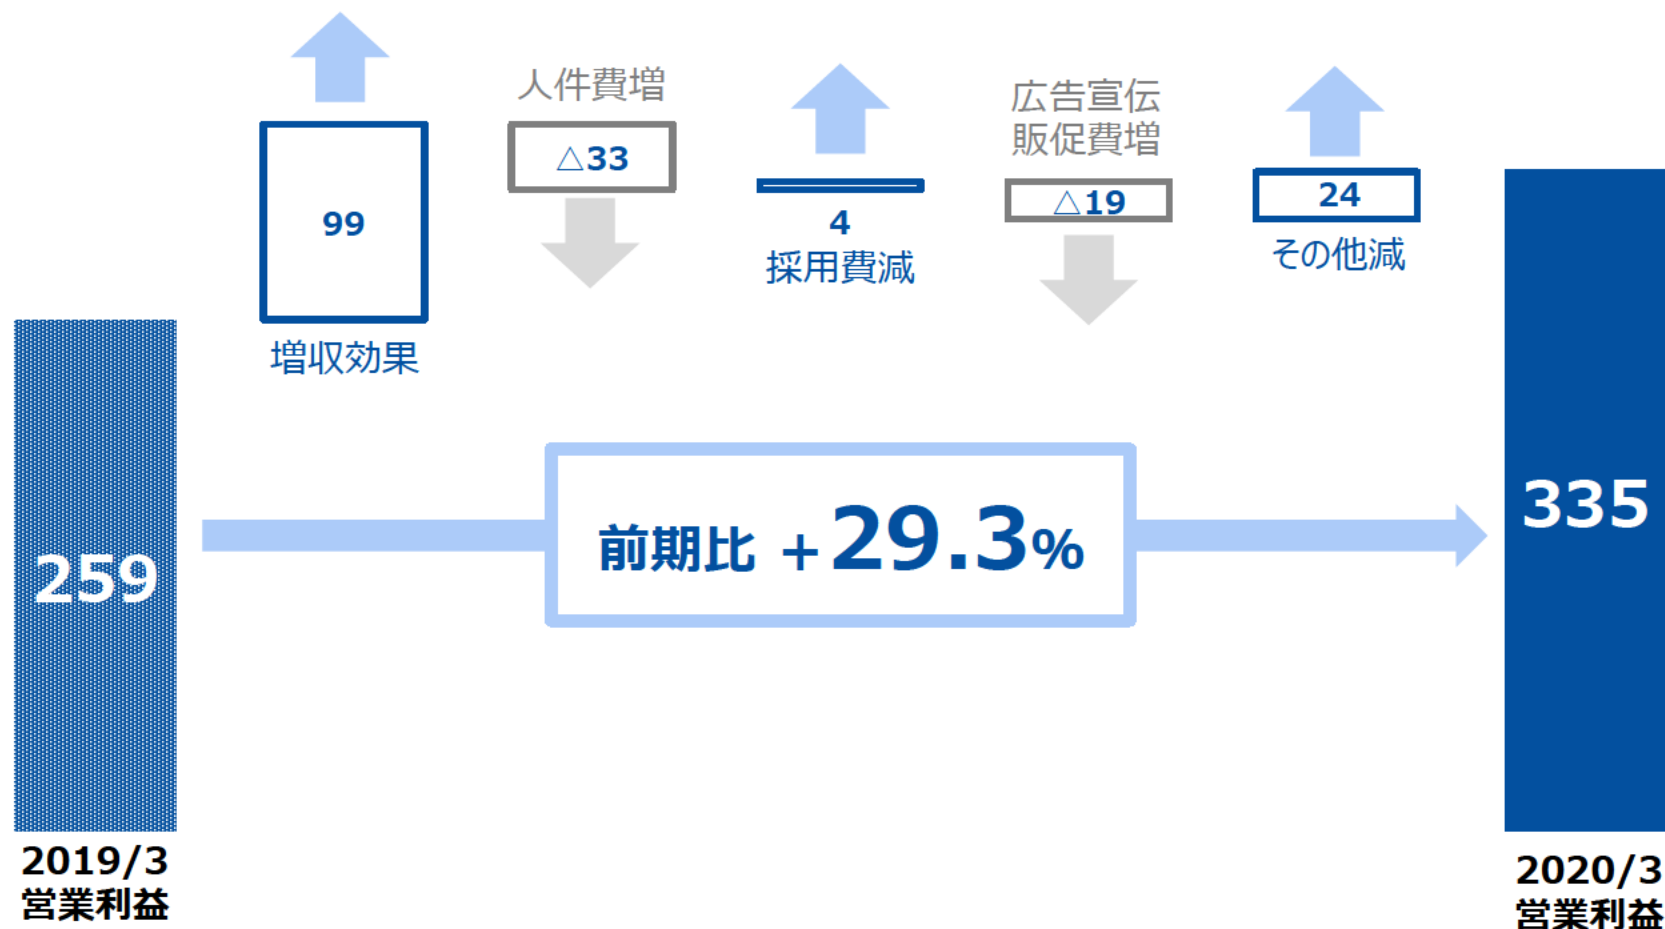 99
増収効果
人件費増
△33
4
採用費減
広告宣伝
販促費増
△19
24
その他減
259
2019/3
営業利益
前期比 +29.3%
335
2020/3
営業利益